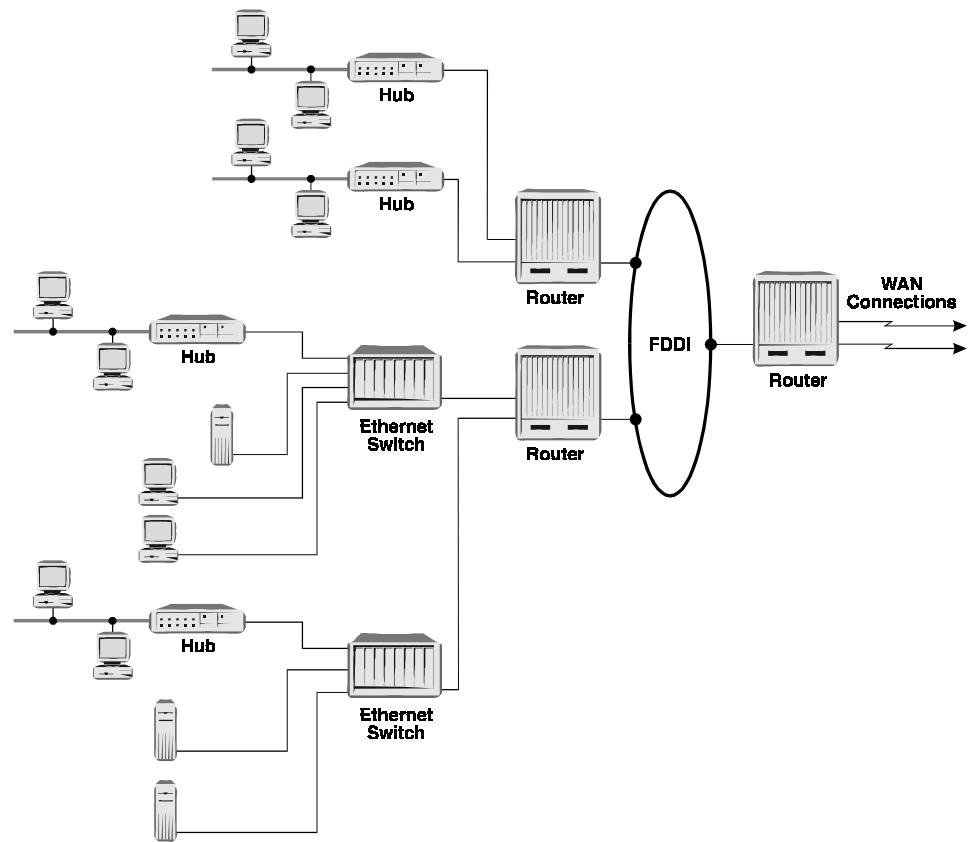 Hub
Hub
Router
WAN
Connections
Hub
FDDI
Router
Ethernet
Switch
Router
Hub
Ethernet
Switch